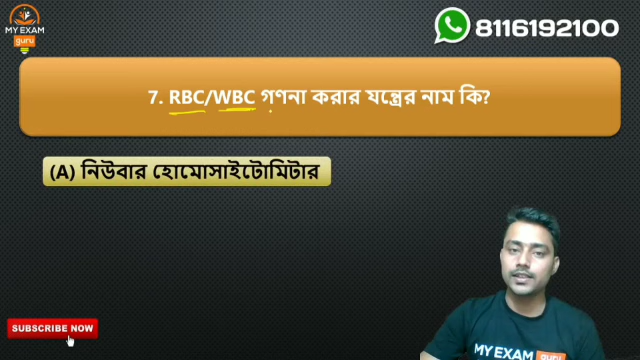 MY EXAM
guru
8116192100
7. RBC/WBC গণনা করার যন্ত্রের নাম কি?
(A) নিউবার হোমোসাইটোমিটার
SUBSCRIBE NOW
MY EXAM
guru